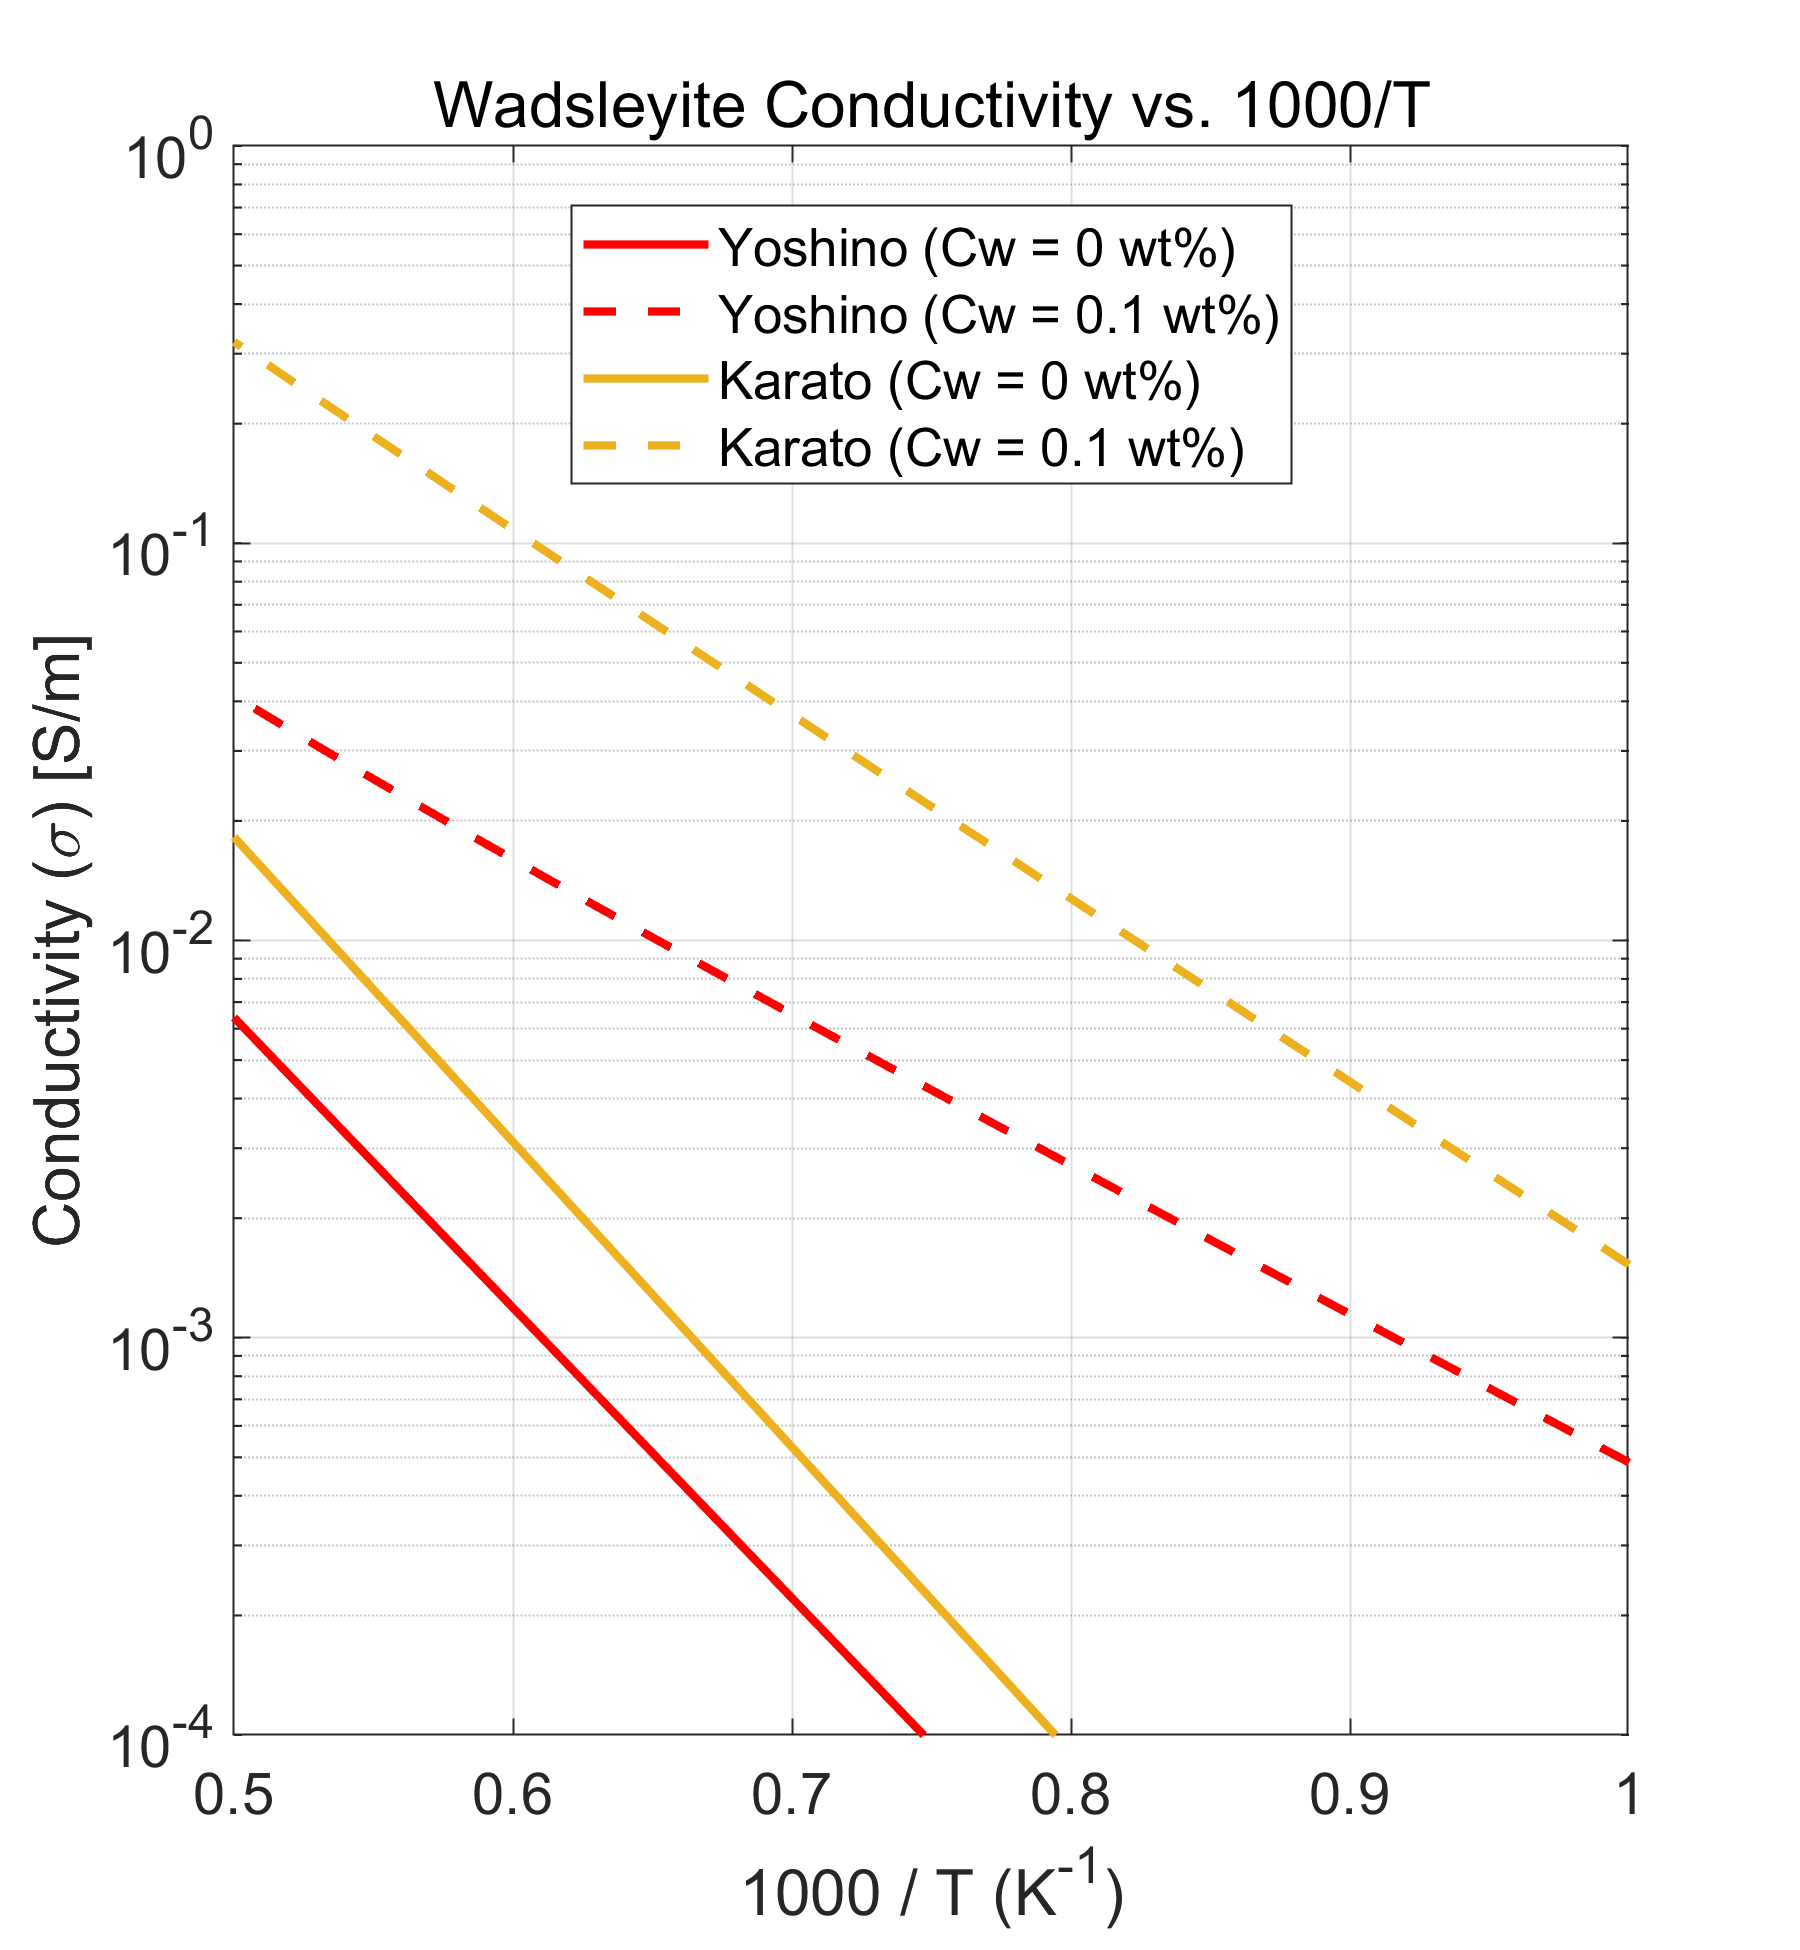 Wadsleyite Conductivity vs. 1000/T
10^0
10^-1
10^-2
10^-3
10^-4
Conductivity (σ) [S/m]
Yoshino (Cw = 0 wt%)
Yoshino (Cw = 0.1 wt%)
Karato (Cw = 0 wt%)
Karato (Cw = 0.1 wt%)
0.5 0.6 0.7 0.8 0.9 1
1000 / T (K^-1)